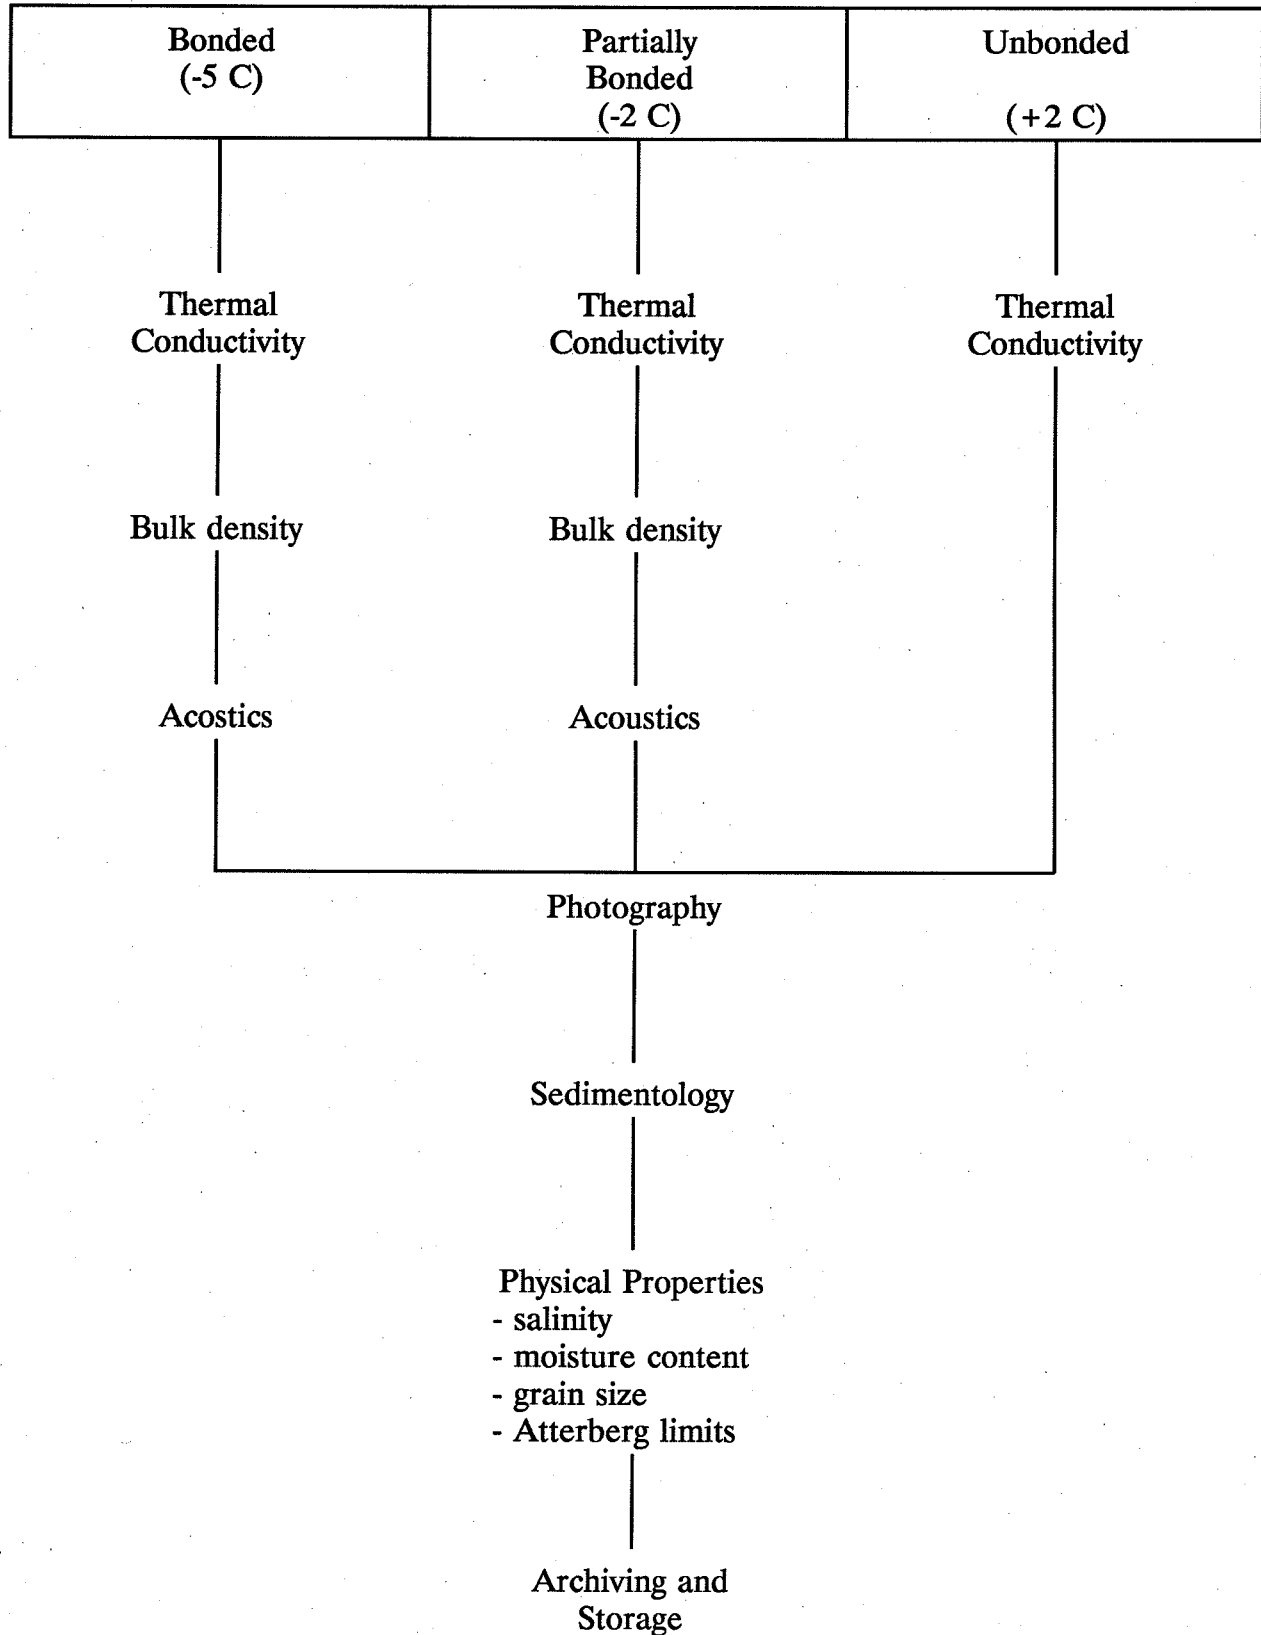 Bonded
(-5 C)
Partially
Bonded
(-2 C)
Unbonded
(+2 C)
Thermal
Conductivity
Thermal
Conductivity
Thermal
Conductivity
Bulk density
Bulk density
Acostics
Acoustics
Photography
Sedimentology
Physical Properties
- salinity
- moisture content
- grain size
- Atterberg limits
Archiving and
Storage